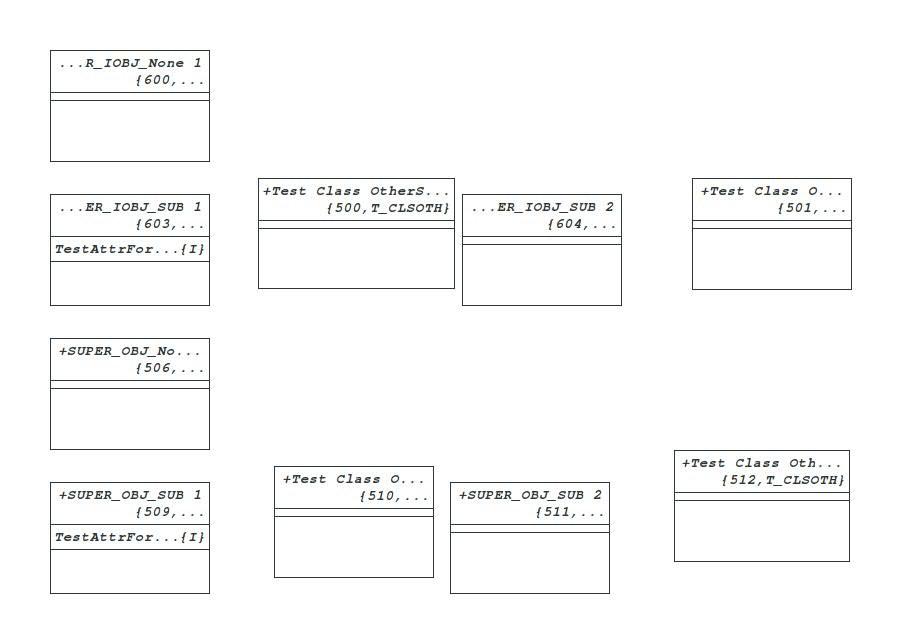 ...R_IOBJ_None 1
{600,...
...ER_IOBJ_SUB 1
{603,...
TestAttrFor...{I}
+Test Class OtherS...
{500,T_CLSOTH}
...ER_IOBJ_SUB 2
{604,...
+Test Class O...
{501,...
+SUPER_OBJ_No...
{506,...
+SUPER_OBJ_SUB 1
{509,...
TestAttrFor...{I}
+Test Class O...
{510,...
+SUPER_OBJ_SUB 2
{511,...
+Test Class Oth...
{512,T_CLSOTH}